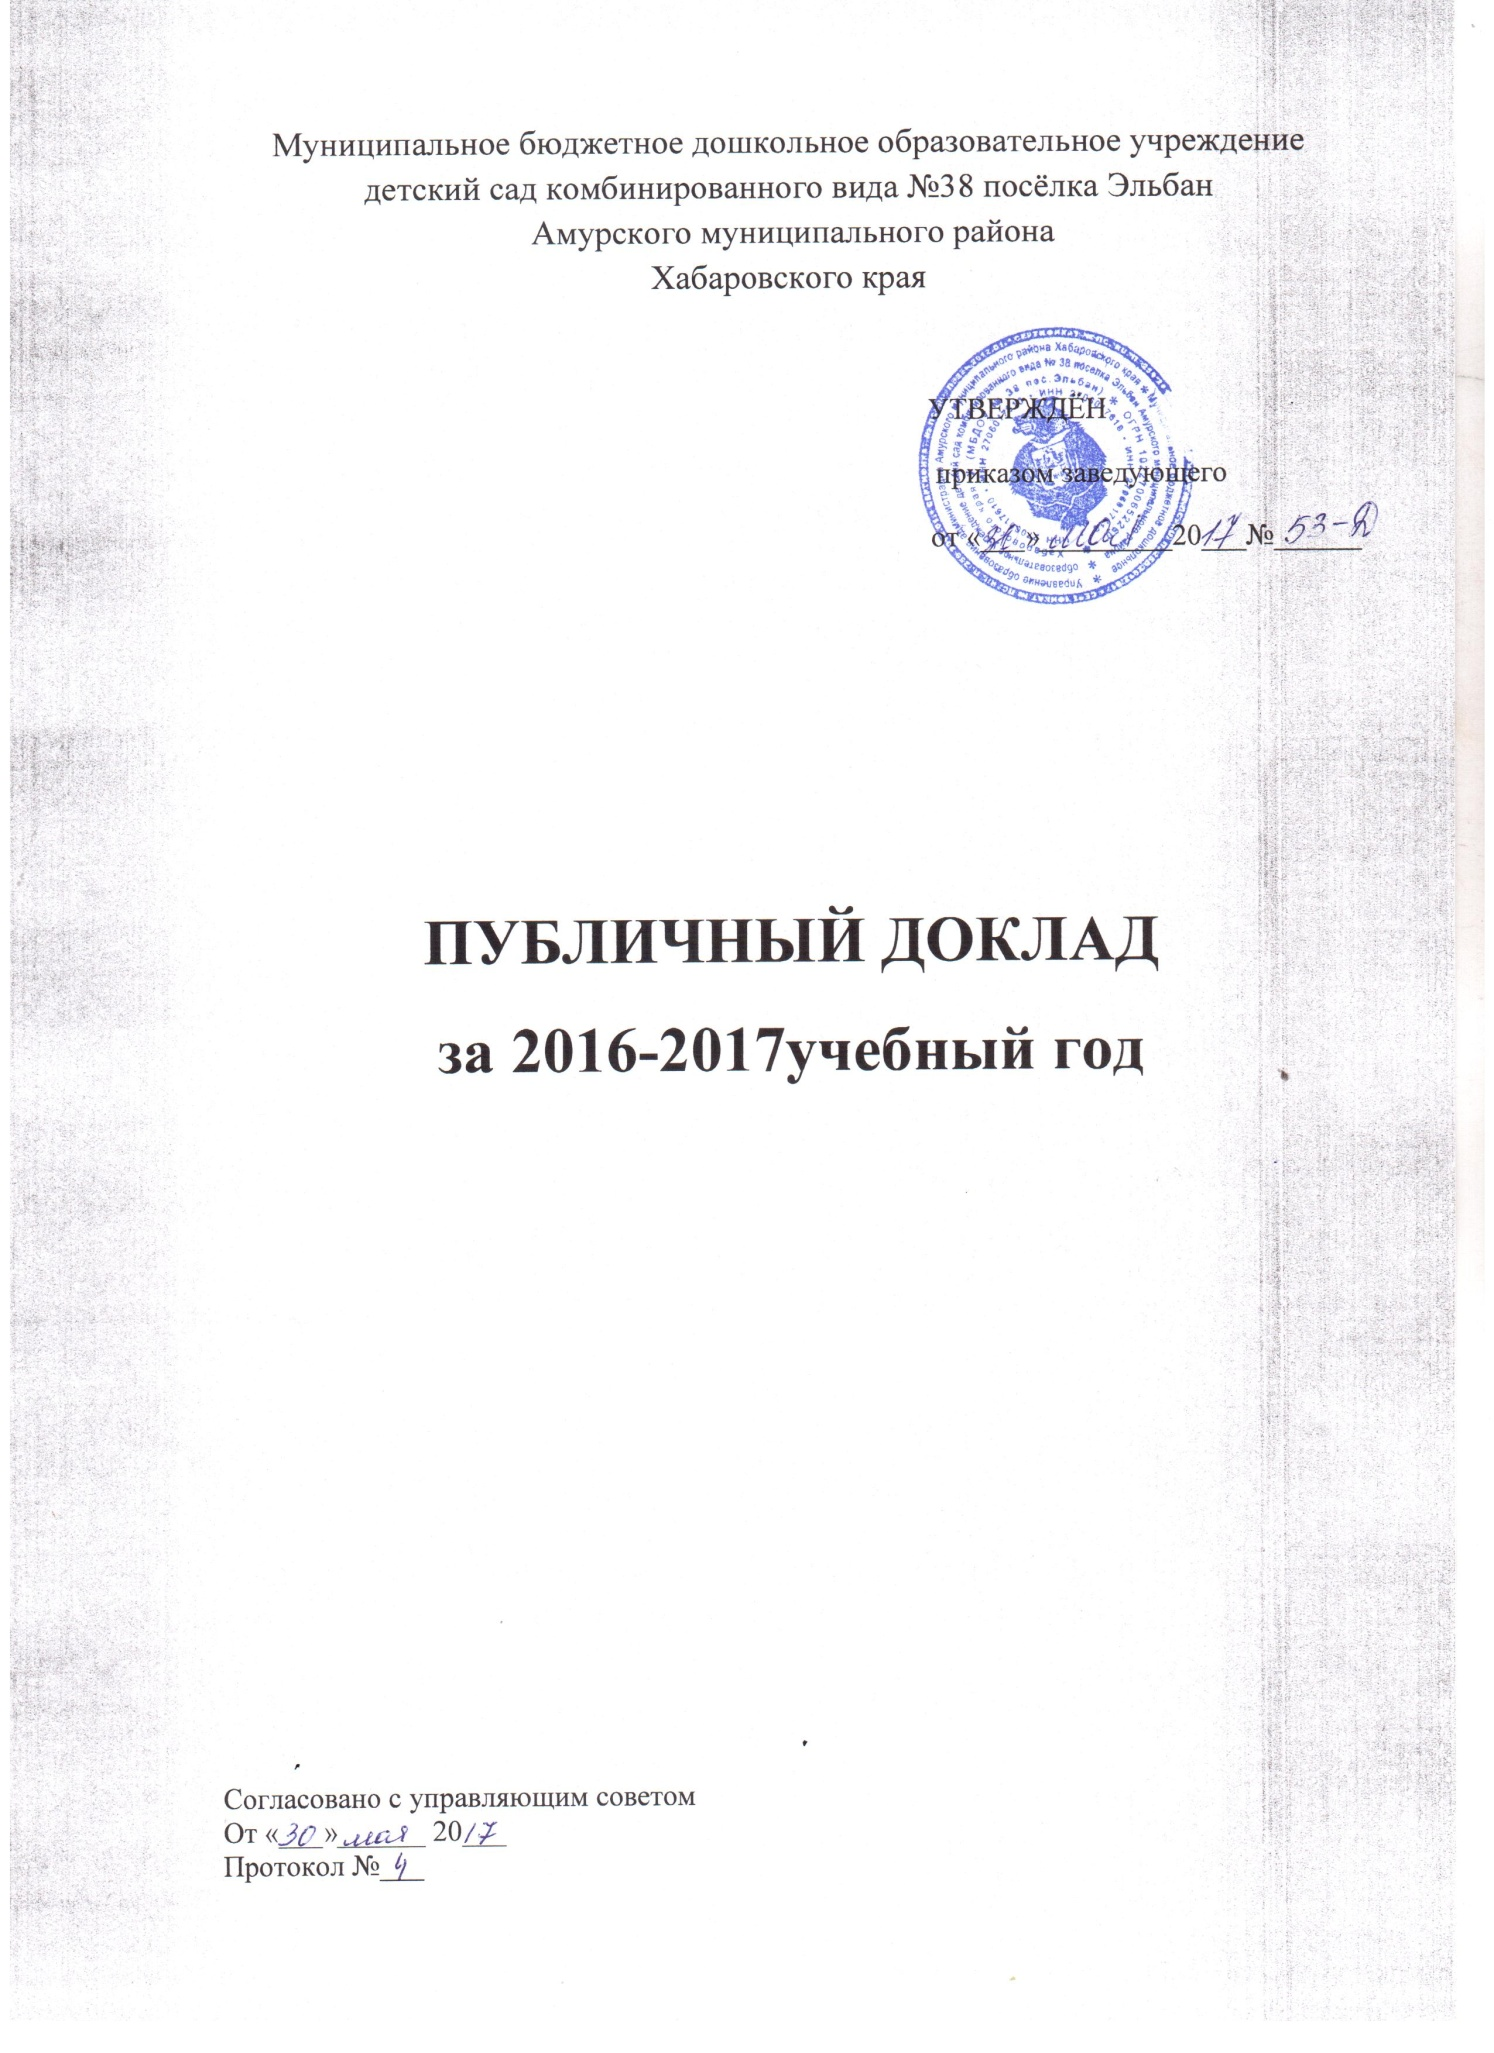 Муниципальное бюджетное дошкольное образовательное учреждение
детский сад комбинированного вида №38 посёлка Эльбан
Амурского муниципального района
Хабаровского края
УТВЕРЖДЁН
приказом заведующего
от « » мая 2017 № 53-Д
ПУБЛИЧНЫЙ ДОКЛАД
за 2016-2017учебный год
Согласовано с управляющим советом
От «30» мая 2017
Протокол № 4